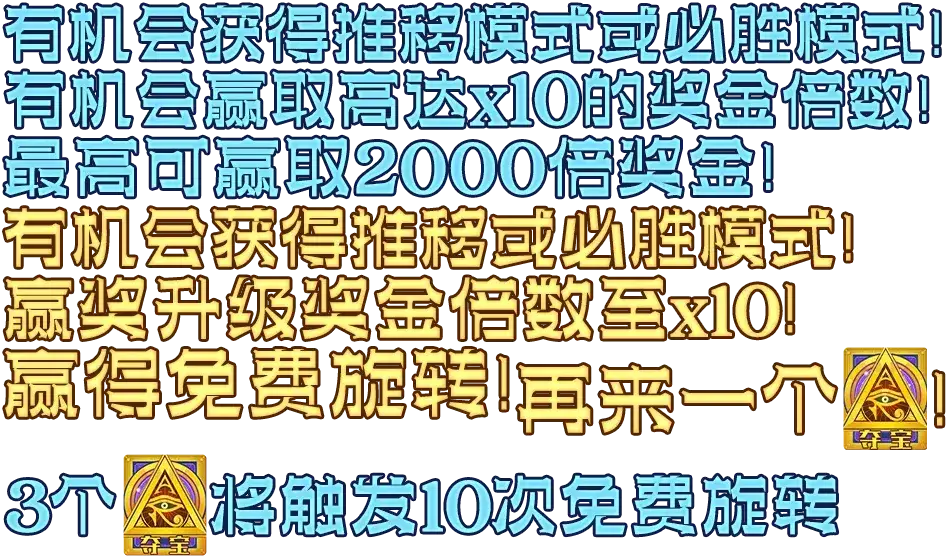 有机会获得推移模式或必胜模式!
有机会赢取高达x10的奖金倍数!
最高可赢取2000倍奖金!
有机会获得推移或必胜模式!
赢奖升级奖金倍数至x10!
赢得免费旋转!再来一个夺宝!
3个夺宝将触发10次免费旋转